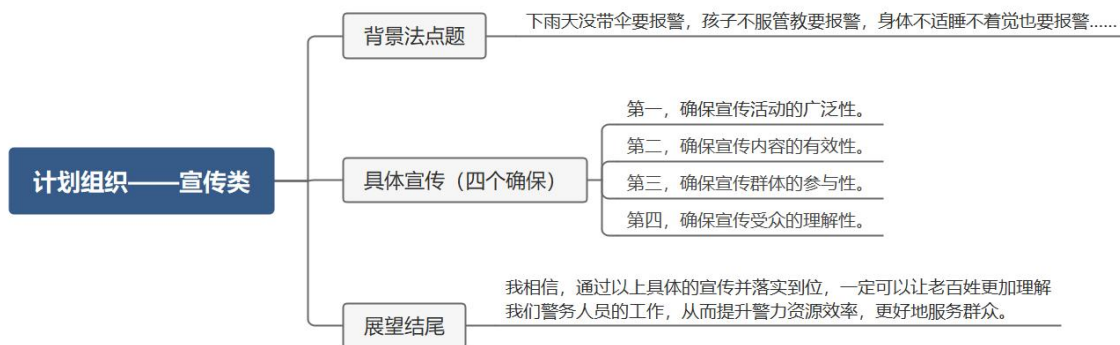 计划组织——宣传类
背景法点题
下雨天没带伞要报警，孩子不服管教要报警，身体不适睡不着觉也要报警......
具体宣传（四个确保）
第一，确保宣传活动的广泛性。
第二，确保宣传内容的有效性。
第三，确保宣传群体的参与性。
第四，确保宣传受众的理解性。
展望结尾
我相信，通过以上具体的宣传并落实到位，一定可以让老百姓更加理解
我们警务人员的工作，从而提升警力资源效率，更好地服务群众。